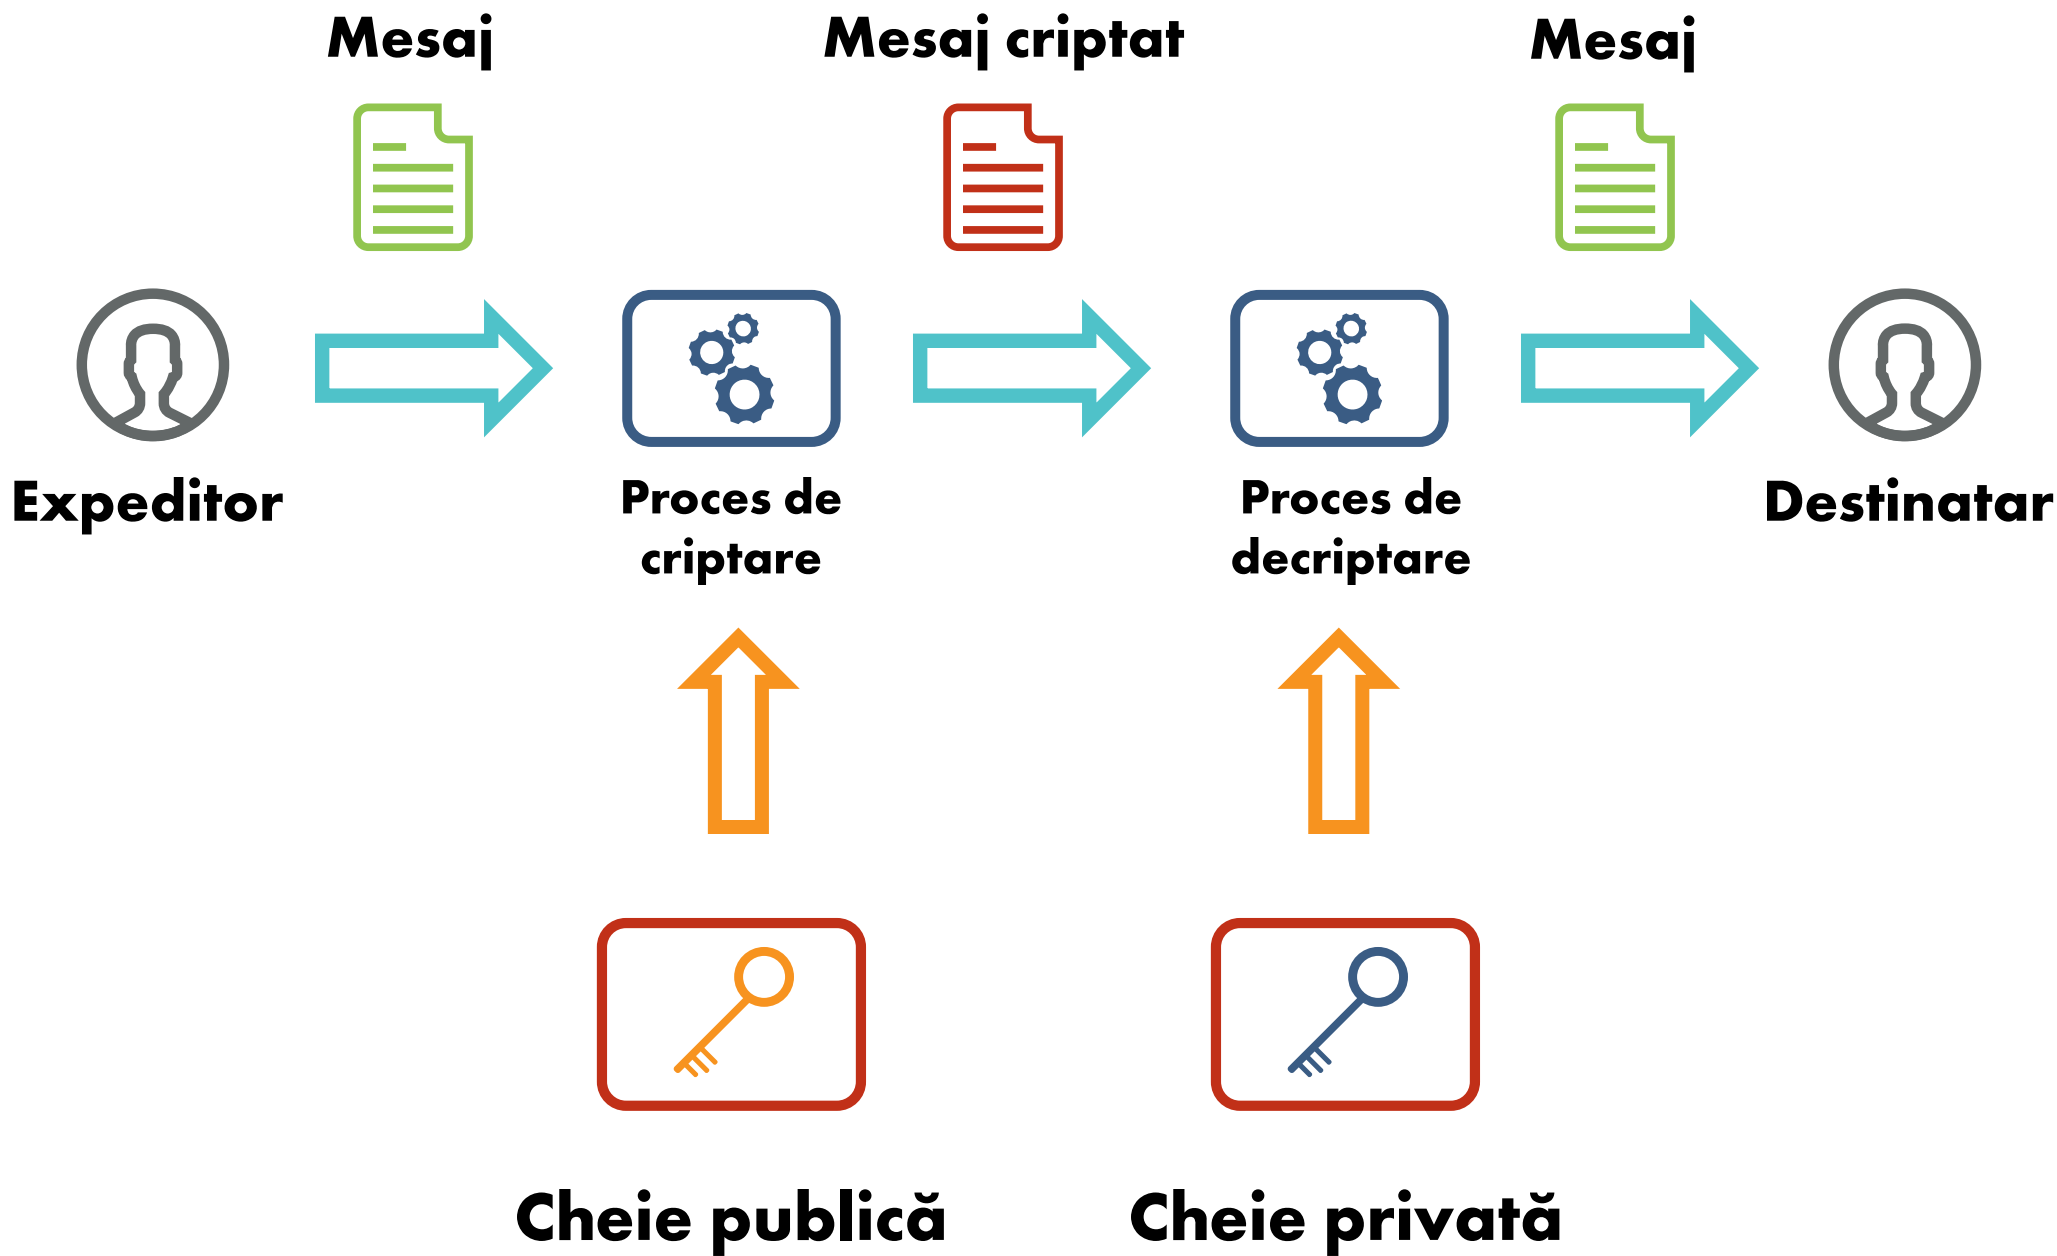 Mesaj
Mesaj criptat
Mesaj
Expeditor
Proces de
criptare
Proces de
decriptare
Destinatar
Cheie publică
Cheie privată